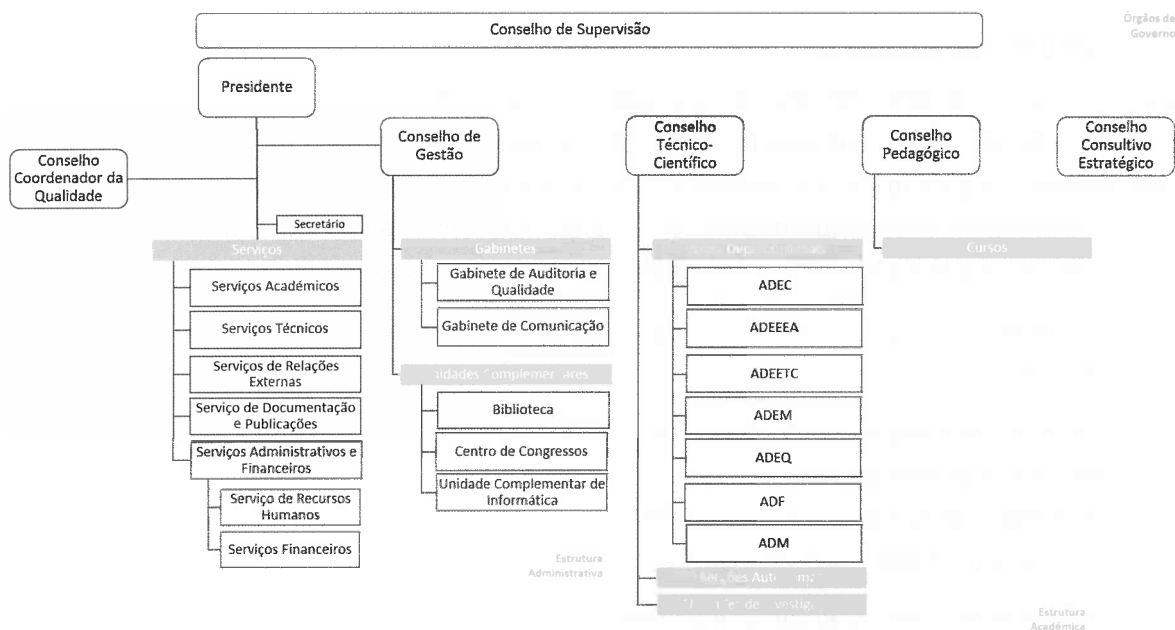 Conselho de Supervisão
Órgãos de
Governo
Presidente
Conselho
Coordenador da
Qualidade
Conselho de
Gestão
Conselho
Técnico-
Científico
Conselho
Pedagógico
Conselho
Consultivo
Estratégico
Secretário
Serviços
Serviços Académicos
Serviços Técnicos
Serviços de Relações
Externas
Serviço de Documentação
e Publicações
Serviços Administrativos e
Financeiros
Serviço de Recursos
Humanos
Serviços Financeiros
Gabinetes
Gabinete de Auditoria e
Qualidade
Gabinete de Comunicação
Biblioteca
Centro de Congressos
Unidade Complementar de
Informática
Estrutura
Administrativa
ADEC
ADEEEA
ADEETC
ADEM
ADEQ
ADF
ADM
Cursos
Estrutura
Académica